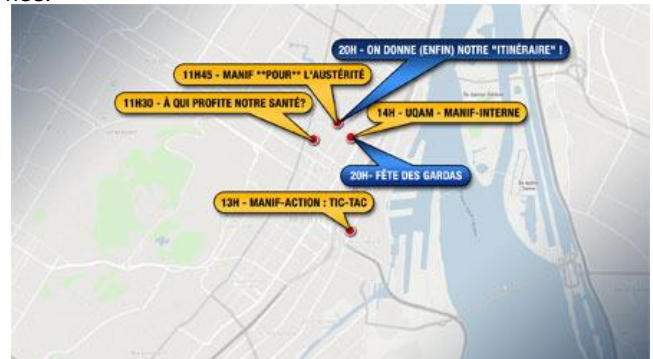 20H - ON DONNE (ENFIN) NOTRE "ITINÉRAIRE" !
11H45 - MANIF **POUR** L'AUSTÉRITÉ
11H30 - À QUI PROFITE NOTRE SANTÉ?
14H - UQAM - MANIF-INTERNE
20H- FÊTE DES GARDAS
13H - MANIF-ACTION : TIC-TAC